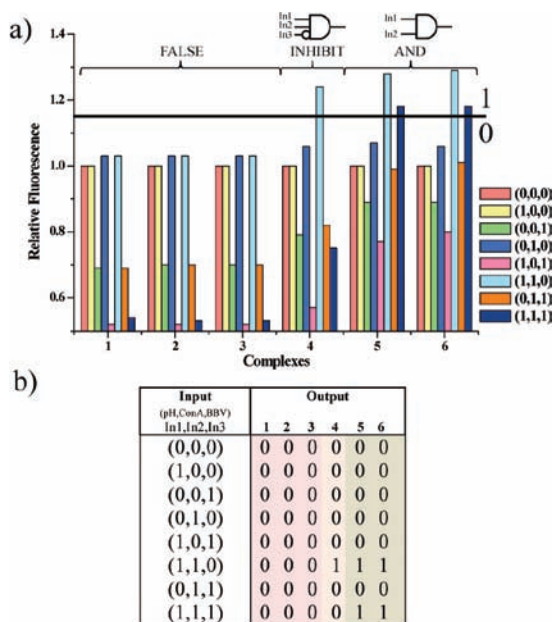 a)
In1
In2
In3
In1
In2
FALSE
INHIBIT
AND
1.4
1.2
1.0
0.8
0.6
Relative Fluorescence
1
0
(0,0,0)
(1,0,0)
(0,0,1)
(0,1,0)
(1,0,1)
(1,1,0)
(0,1,1)
(1,1,1)
1 2 3 4 5 6
Complexes
b)
Input Output
(pH,ConA,BBV)
In1,In2,In3 1 2 3 4 5 6
(0,0,0) 0 0 0 0 0 0
(1,0,0) 0 0 0 0 0 0
(0,0,1) 0 0 0 0 0 0
(0,1,0) 0 0 0 0 0 0
(1,0,1) 0 0 0 0 0 0
(1,1,0) 0 0 0 1 1 1
(0,1,1) 0 0 0 0 0 0
(1,1,1) 0 0 0 0 1 1